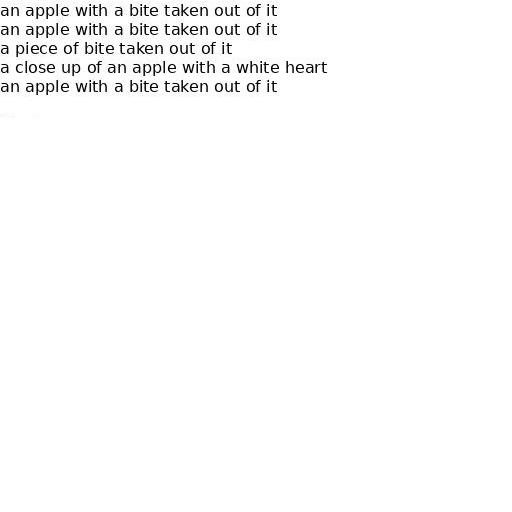 an apple with a bite taken out of it
an apple with a bite taken out of it
a piece of bite taken out of it
a close up of an apple with a white heart
an apple with a bite taken out of it